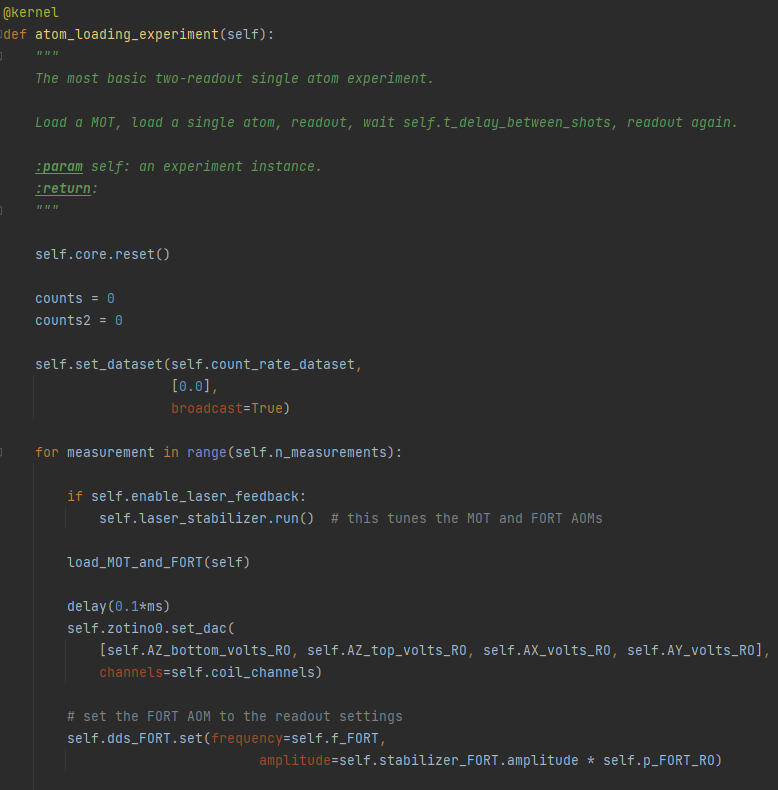 @kernel
def atom_loading_experiment(self):
    """
    The most basic two-readout single atom experiment.

    Load a MOT, load a single atom, readout, wait self.t_delay_between_shots, readout again.

    :param self: an experiment instance.
    :return:
    """

    self.core.reset()

    counts = 0
    counts2 = 0

    self.set_dataset(self.count_rate_dataset,
                     [0.0],
                     broadcast=True)

    for measurement in range(self.n_measurements):

        if self.enable_laser_feedback:
            self.laser_stabilizer.run()  # this tunes the MOT and FORT AOMs

        load_MOT_and_FORT(self)

        delay(0.1*ms)
        self.zotino0.set_dac(
            [self.AZ_bottom_volts_RO, self.AZ_top_volts_RO, self.AX_volts_RO, self.AY_volts_RO],
            channels=self.coil_channels)

        # set the FORT AOM to the readout settings
        self.dds_FORT.set(frequency=self.f_FORT,
                                amplitude=self.stabilizer_FORT.amplitude * self.p_FORT_RO)